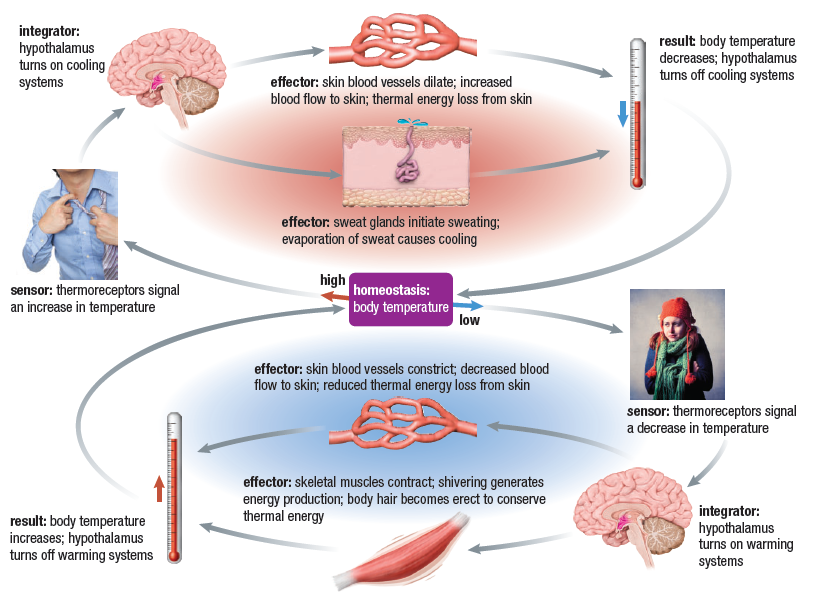 integrator:
hypothalamus
turns on cooling
systems
effector: skin blood vessels dilate; increased
blood flow to skin; thermal energy loss from skin
result: body temperature
decreases; hypothalamus
turns off cooling systems
effector: sweat glands initiate sweating;
evaporation of sweat causes cooling
sensor: thermoreceptors signal
an increase in temperature
high
homeostasis:
body temperature
low
sensor: thermoreceptors signal
a decrease in temperature
effector: skin blood vessels constrict; decreased blood
flow to skin; reduced thermal energy loss from skin
effector: skeletal muscles contract; shivering generates
energy production; body hair becomes erect to conserve
thermal energy
integrator:
hypothalamus
turns on warming
systems
result: body temperature
increases; hypothalamus
turns off warming systems